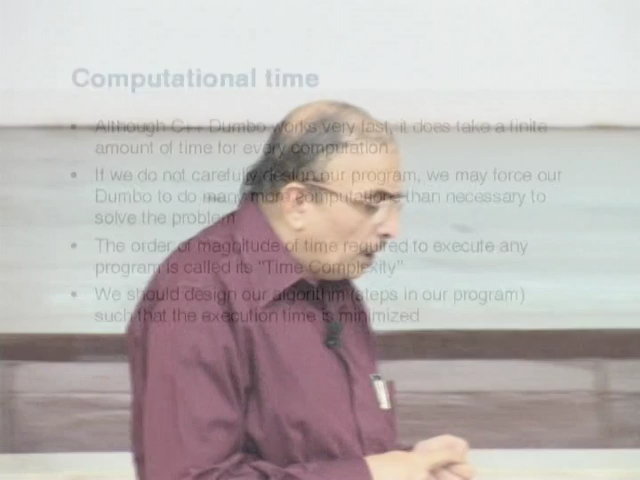 Computational time
• Although C++ Dumbo works very fast, it does take a finite
amount of time for every computation
• If we do not carefully design our program, we may force our
Dumbo to do many more computations than necessary to
solve the problem
• The order of magnitude of time required to execute any
program is called its "Time Complexity"
• We should design our algorithm (steps in our program)
such that the execution time is minimized